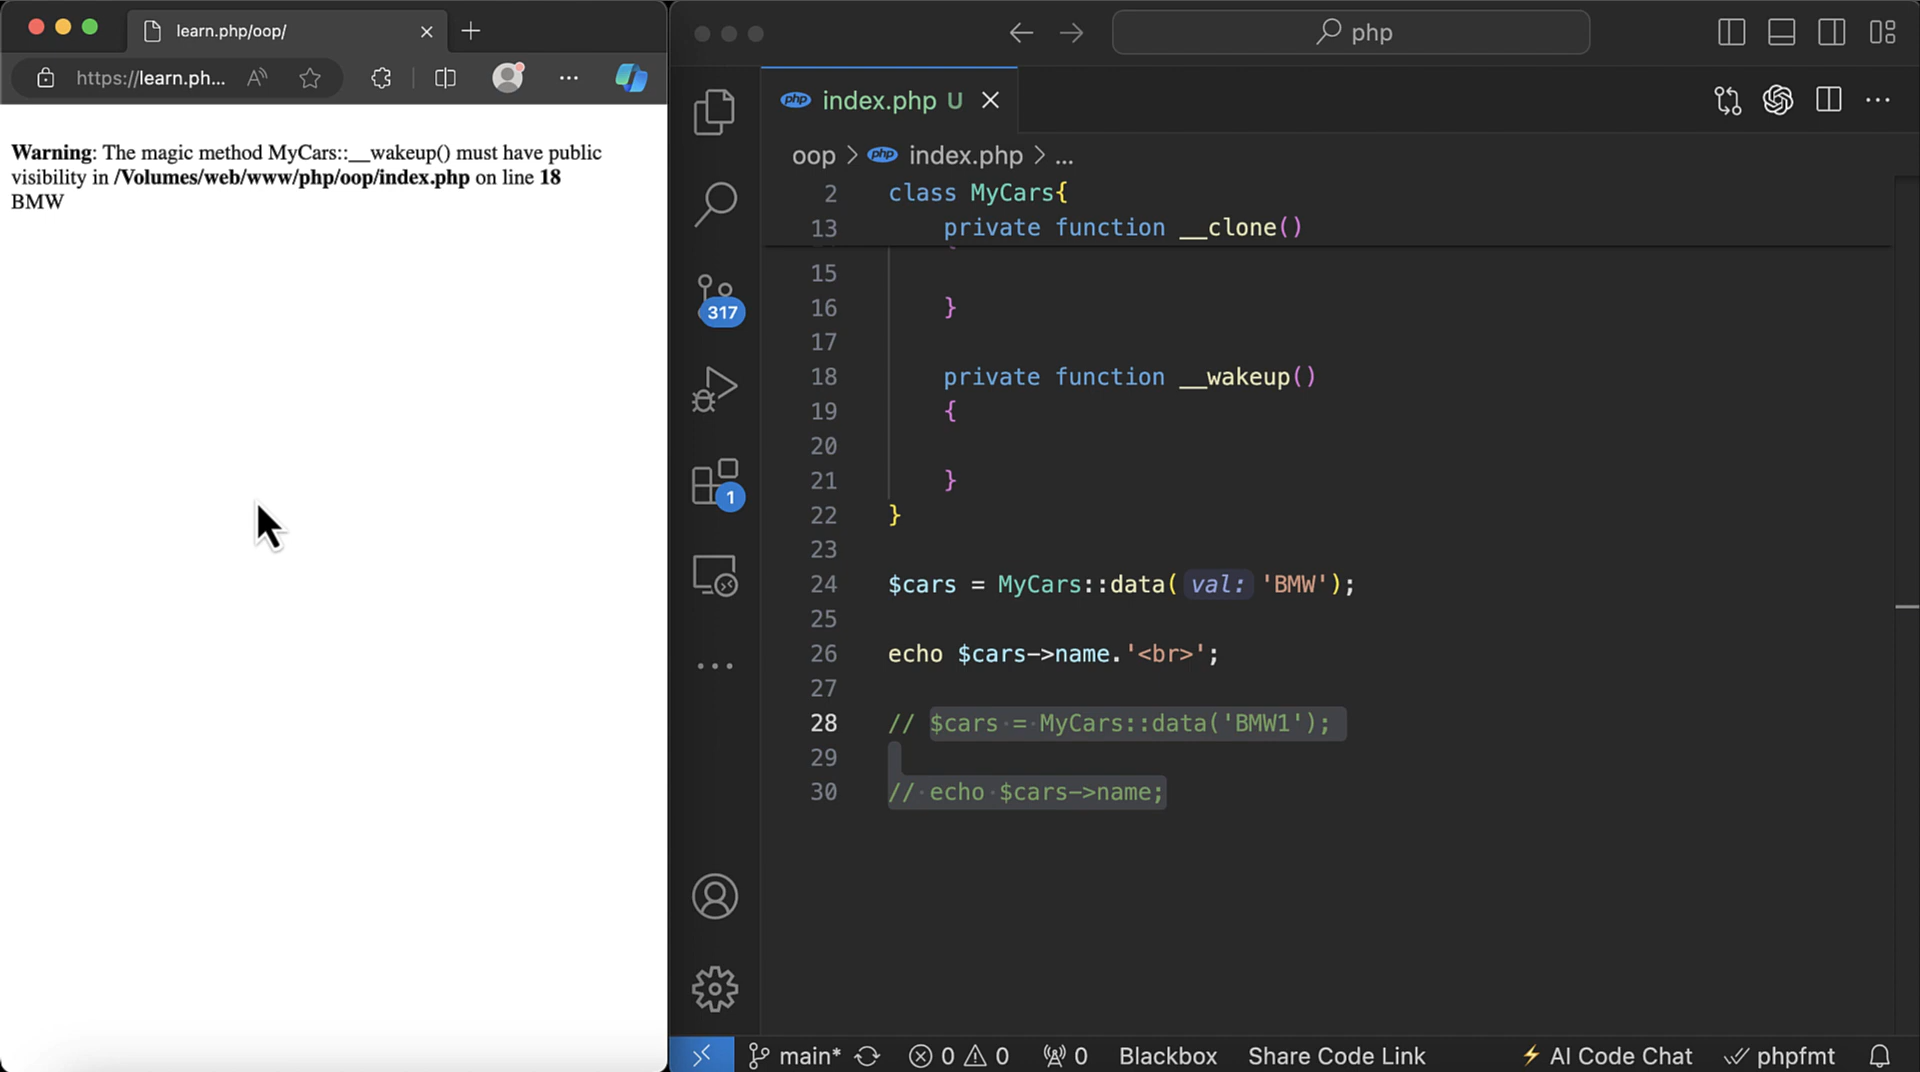 learn.php/oop/
https://learn.ph...
Warning: The magic method MyCars::__wakeup() must have public
visibility in /Volumes/web/www/php/oop/index.php on line 18
BMW
php
php index.php U
oop > php index.php > ...
317
1
2 class MyCars{
13 private function __clone()
15
16 }
17
18 private function __wakeup()
19 {
20
21 }
22 }
23
24 $cars = MyCars::data( val: 'BMW');
25
26 echo $cars->name.'<br>';
27
28 // $cars = MyCars::data('BMW1');
29
30 // echo $cars->name;
main* 0 0 0 Blackbox Share Code Link AI Code Chat phpfmt